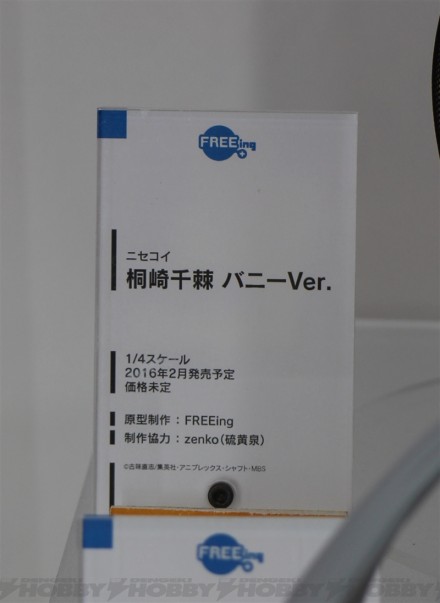 FREEing
ニセコイ
桐崎千棘 バニーVer.
1/4スケール
2016年2月発売予定
価格未定
原型制作：FREEing
制作協力：zenko（硫黄泉）
©古味直志/集英社・アニプレックス・シャフト・MBS
FREEing
HOBBY HOBBY HOBBY HOBBY